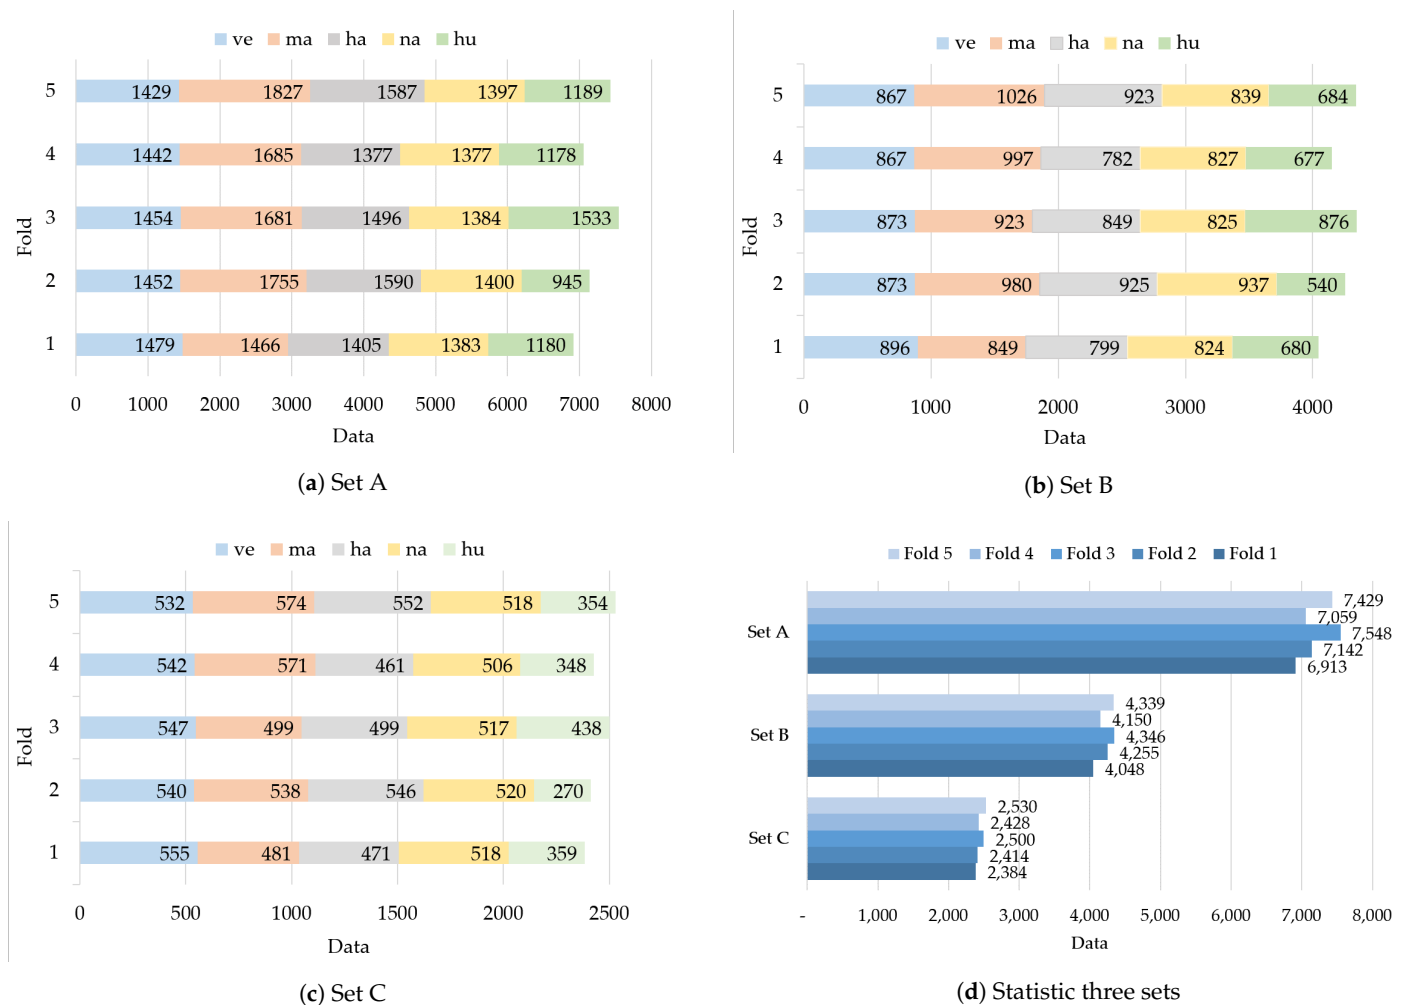 ve ma ha na hu
5 1429 1827 1587 1397 1189
4 1442 1685 1377 1377 1178
3 1454 1681 1496 1384 1533
2 1452 1755 1590 1400 945
1 1479 1466 1405 1383 1180
Fold
0 1000 2000 3000 4000 5000 6000 7000 8000
Data
(a) Set A
ve ma ha na hu
5 867 1026 923 839 684
4 867 997 782 827 677
3 873 923 849 825 876
2 873 980 925 937 540
1 896 849 799 824 680
Fold
0 1000 2000 3000 4000
Data
(b) Set B
ve ma ha na hu
5 532 574 552 518 354
4 542 571 461 506 348
3 547 499 499 517 438
2 540 538 546 520 270
1 555 481 471 518 359
Fold
0 500 1000 1500 2000 2500
Data
(c) Set C
Fold 5 Fold 4 Fold 3 Fold 2 Fold 1
Set A
7,429
7,059
7,548
7,142
6,913
Set B
4,339
4,150
4,346
4,255
4,048
Set C
2,530
2,428
2,500
2,414
2,384
- 1,000 2,000 3,000 4,000 5,000 6,000 7,000 8,000
Data
(d) Statistic three sets